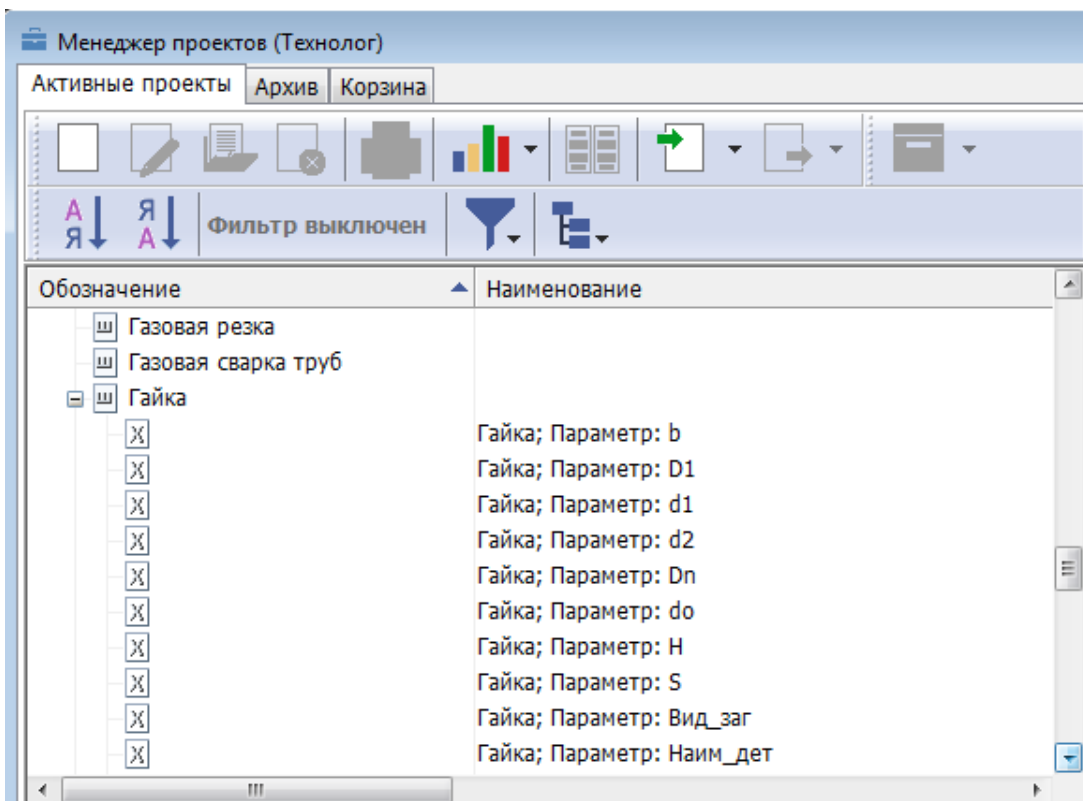 Менеджер проектов (Технолог)
Активные проекты Архив Корзина
А Я Я А Фильтр выключен
Обозначение Наименование
Ш Газовая резка
Ш Газовая сварка труб
Ш Гайка
X Гайка; Параметр: b
X Гайка; Параметр: D1
X Гайка; Параметр: d1
X Гайка; Параметр: d2
X Гайка; Параметр: Dn
X Гайка; Параметр: do
X Гайка; Параметр: H
X Гайка; Параметр: S
X Гайка; Параметр: Вид_заг
X Гайка; Параметр: Наим_дет